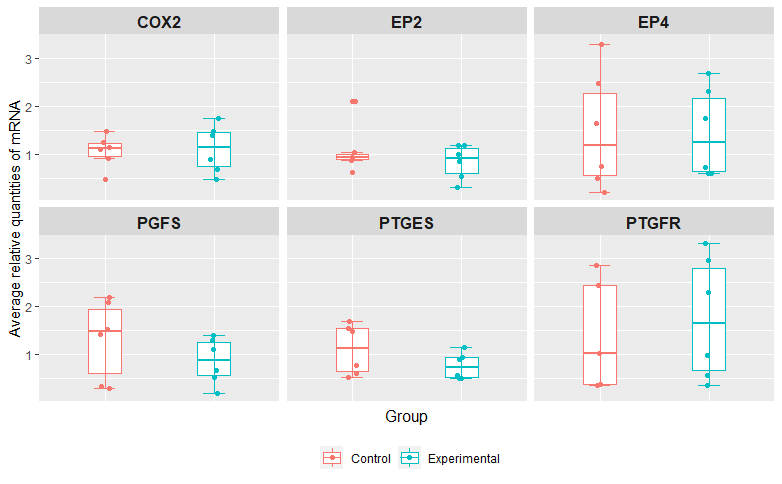 COX2 EP2 EP4
3
2
1
PGFS PTGES PTGFR
3
2
1
Average relative quantities of mRNA
Group
Control Experimental